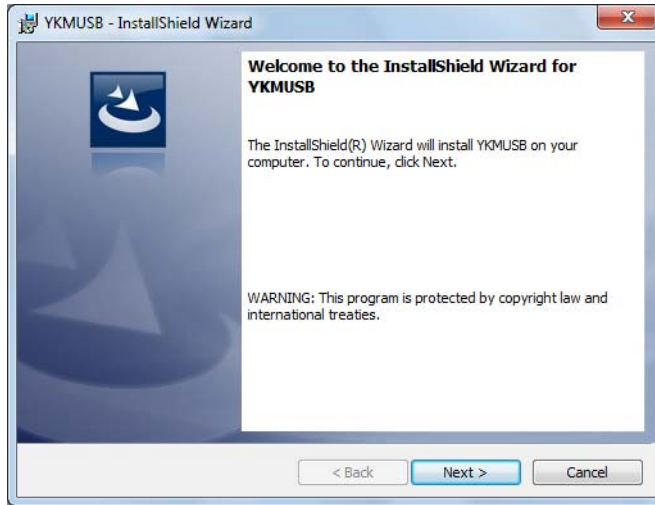 YKMUSB - InstallShield Wizard
Welcome to the InstallShield Wizard for
YKMUSB
The InstallShield(R) Wizard will install YKMUSB on your
computer. To continue, click Next.
WARNING: This program is protected by copyright law and
international treaties.
< Back Next > Cancel